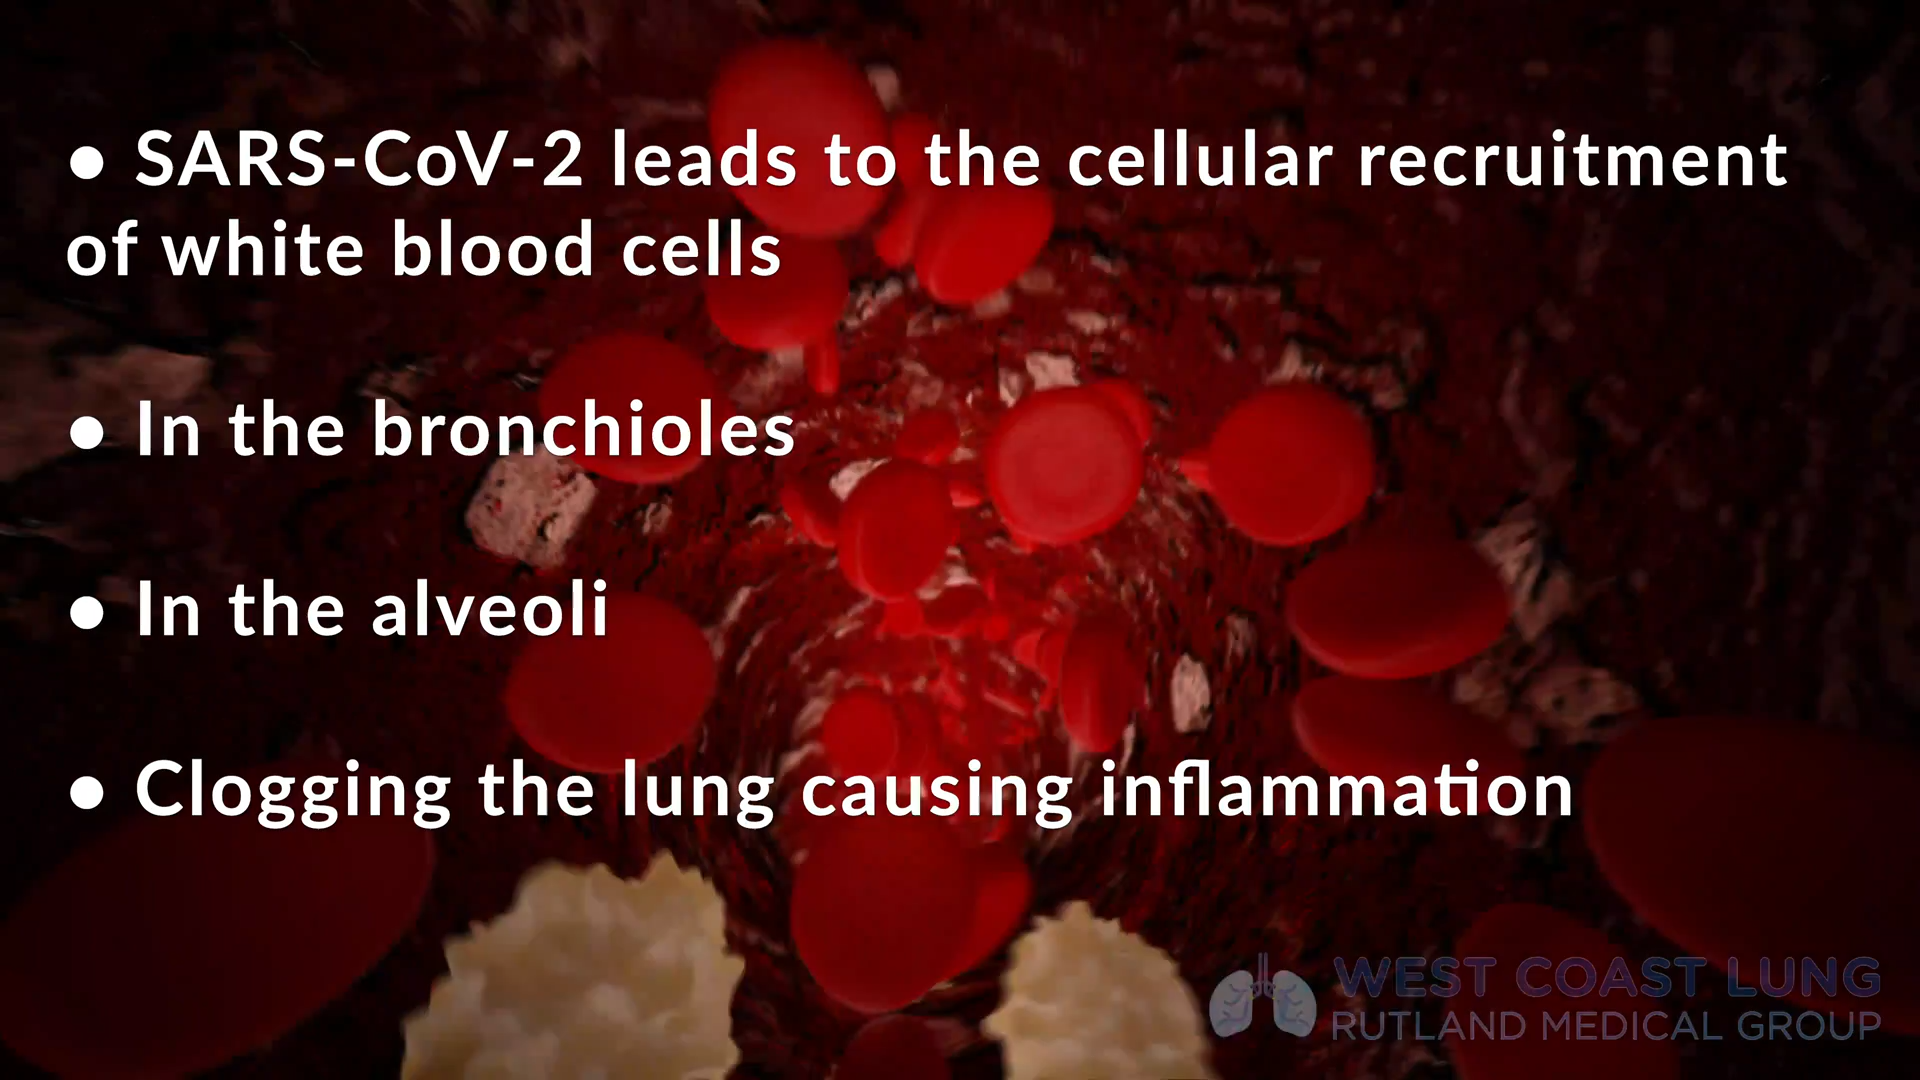 • SARS-CoV-2 leads to the cellular recruitment
of white blood cells
• In the bronchioles
• In the alveoli
• Clogging the lung causing inflammation
WEST COAST LUNG
RUTLAND MEDICAL GROUP